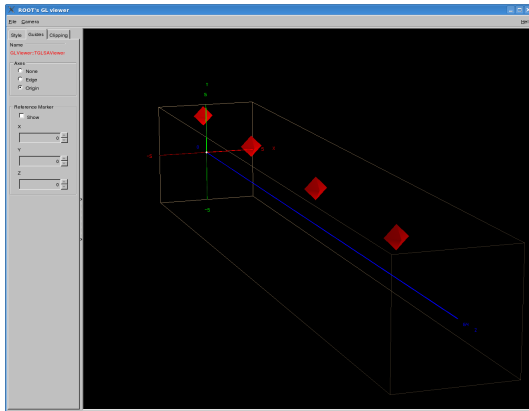 ROOT's GL viewer
File Camera
Style Guides Clipping
Name
GLViewer::TGLSAViewer
Axes
None
Edge
Origin
Reference Marker
Show
X
0
Y
0
Z
0